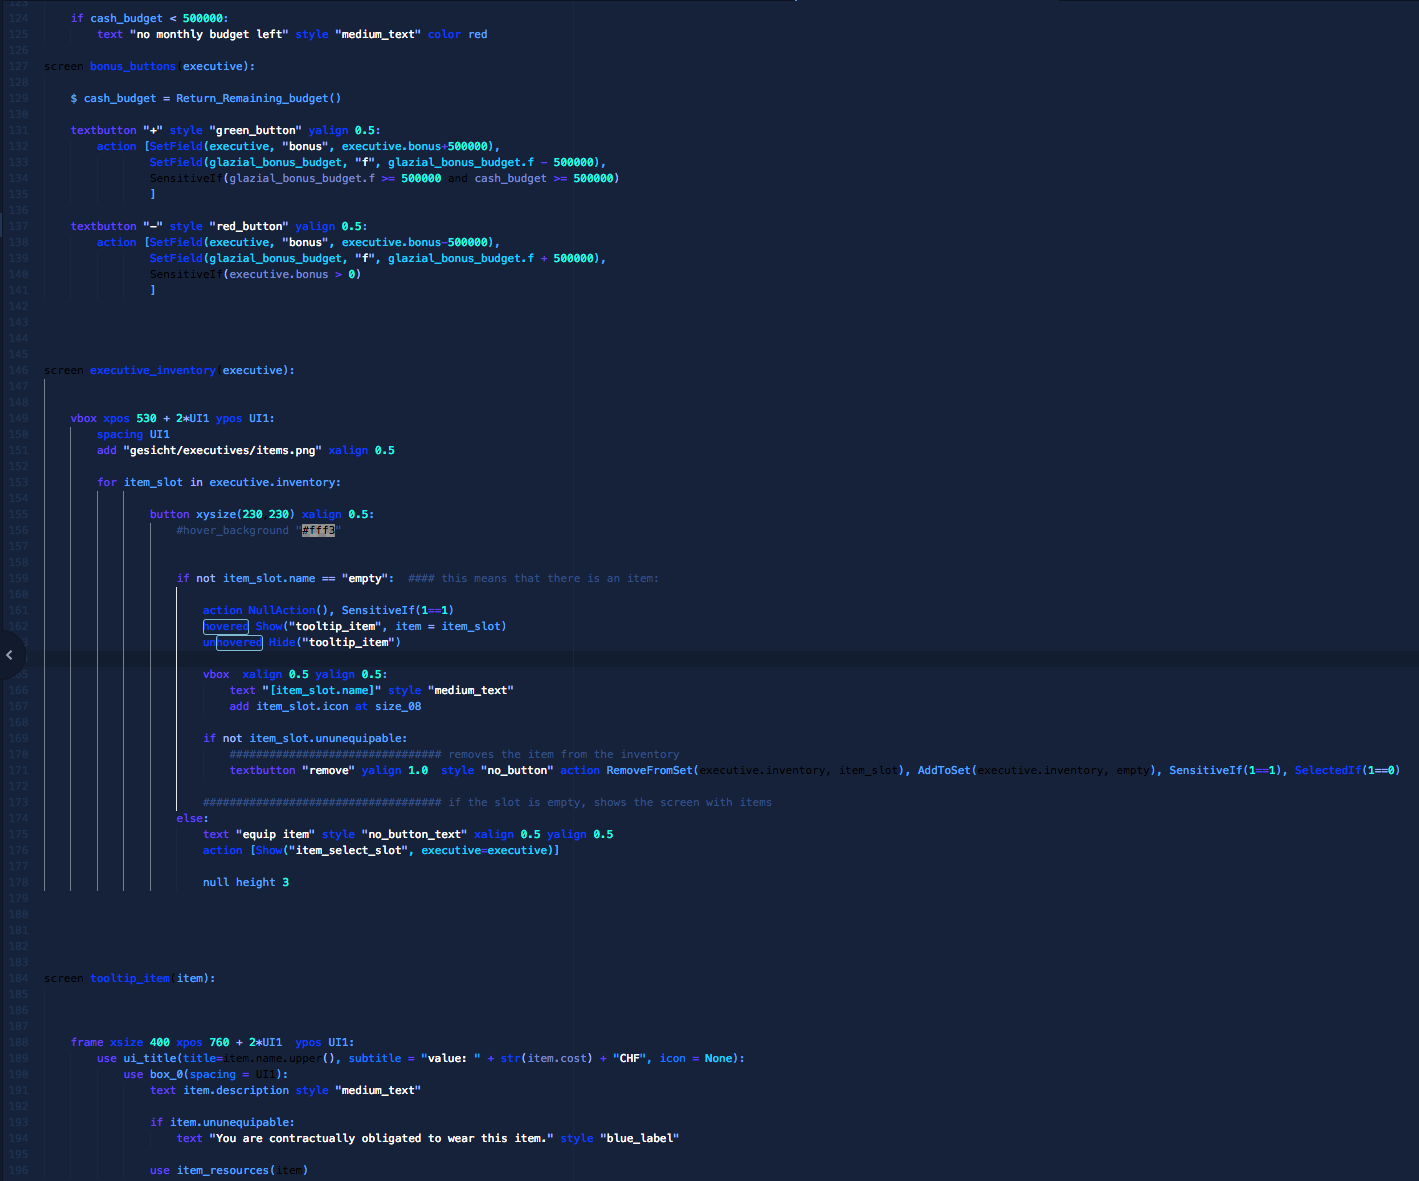 123
124 if cash_budget < 500000:
125 text "no monthly budget left" style "medium_text" color red
126
127 screen bonus_buttons(executive):
128
129 $ cash_budget = Return_Remaining_budget()
130
131 textbutton "+" style "green_button" yalign 0.5:
132 action [SetField(executive, "bonus", executive.bonus+500000),
133 SetField(glazial_bonus_budget, "f", glazial_bonus_budget.f - 500000),
134 SensitiveIf(glazial_bonus_budget.f >= 500000 and cash_budget >= 500000)
135 ]
136
137 textbutton "-" style "red_button" yalign 0.5:
138 action [SetField(executive, "bonus", executive.bonus-500000),
139 SetField(glazial_bonus_budget, "f", glazial_bonus_budget.f + 500000),
140 SensitiveIf(executive.bonus > 0)
141 ]
142
143
144
145
146 screen executive_inventory(executive):
147
148
149 vbox xpos 530 + 2*UI1 ypos UI1:
150 spacing UI1
151 add "gesicht/executives/items.png" xalign 0.5
152
153 for item_slot in executive.inventory:
154
155 button xysize(230 230) xalign 0.5:
156 #hover_background "#fff3"
157
158
159 if not item_slot.name == "empty": #### this means that there is an item:
160
161 action NullAction(), SensitiveIf(1==1)
162 hovered Show("tooltip_item", item = item_slot)
unhovered Hide("tooltip_item")

165 vbox xalign 0.5 yalign 0.5:
166 text "[item_slot.name]" style "medium_text"
167 add item_slot.icon at size_08
168
169 if not item_slot.ununequipable:
170 ################################ removes the item from the inventory
171 textbutton "remove" yalign 1.0 style "no_button" action RemoveFromSet(executive.inventory, item_slot), AddToSet(executive.inventory, empty), SensitiveIf(1==1), SelectedIf(1==0)
172
173 #################################### if the slot is empty, shows the screen with items
174 else:
175 text "equip item" style "no_button_text" xalign 0.5 yalign 0.5
176 action [Show("item_select_slot", executive=executive)]
177
178 null height 3
179
180
181
182
183
184 screen tooltip_item(item):
185
186
187
188 frame xsize 400 xpos 760 + 2*UI1 ypos UI1:
189 use ui_title(title=item.name.upper(), subtitle = "value: " + str(item.cost) + "CHF", icon = None):
190 use box_0(spacing = UI1):
191 text item.description style "medium_text"
192
193 if item.ununequipable:
194 text "You are contractually obligated to wear this item." style "blue_label"
195
196 use item_resources(item)